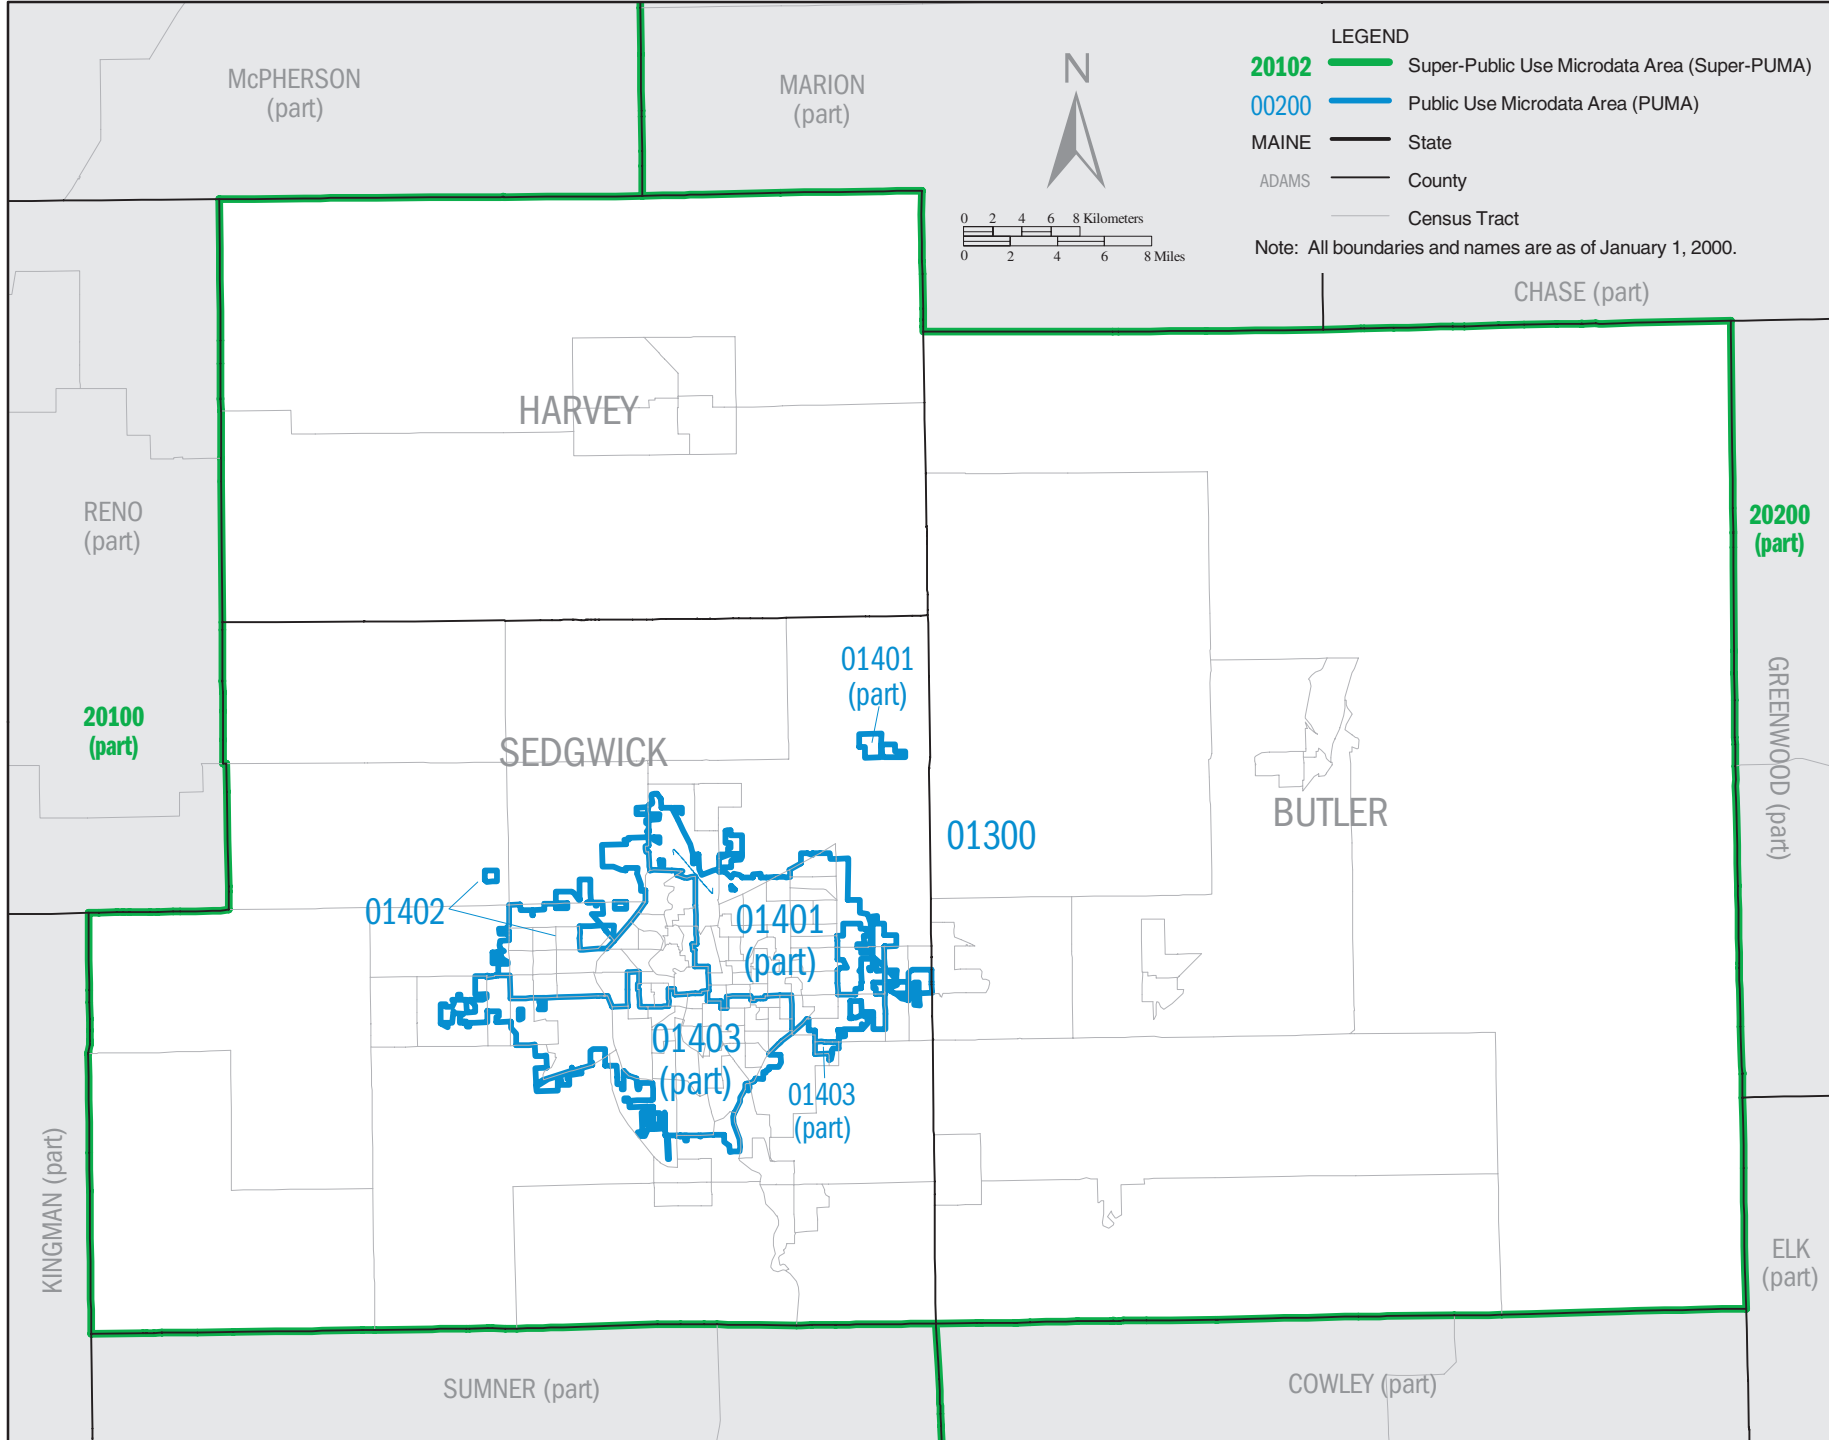 LEGEND
20102 Super-Public Use Microdata Area (Super-PUMA)
00200 Public Use Microdata Area (PUMA)
MAINE State
ADAMS County
Census Tract
Note: All boundaries and names are as of January 1, 2000.
N
0 2 4 6 8 Kilometers
0 2 4 6 8 Miles
McPHERSON
(part)
MARION
(part)
CHASE (part)
HARVEY
RENO
(part)
20200
(part)
01401
(part)
20100
(part)
SEDGWICK
GREENWOOD (part)
BUTLER
01300
01402
01401
(part)
01403
(part)
01403
(part)
KINGMAN (part)
ELK
(part)
SUMNER (part)
COWLEY (part)